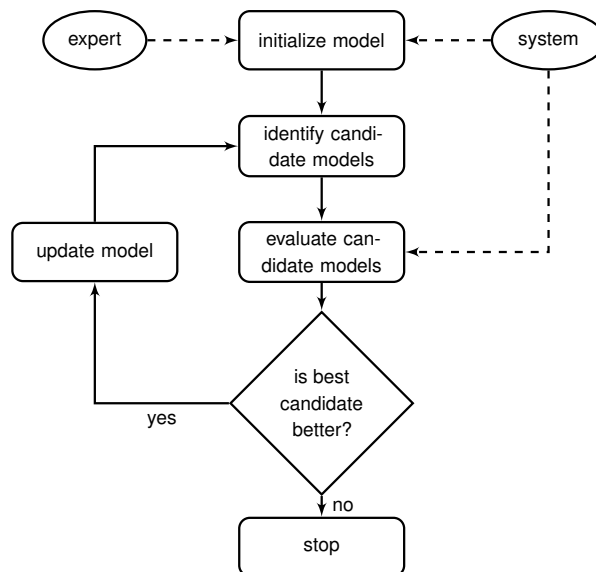 expert
initialize model
system
identify candi-
date models
update model
evaluate can-
didate models
is best
candidate
better?
yes
no
stop